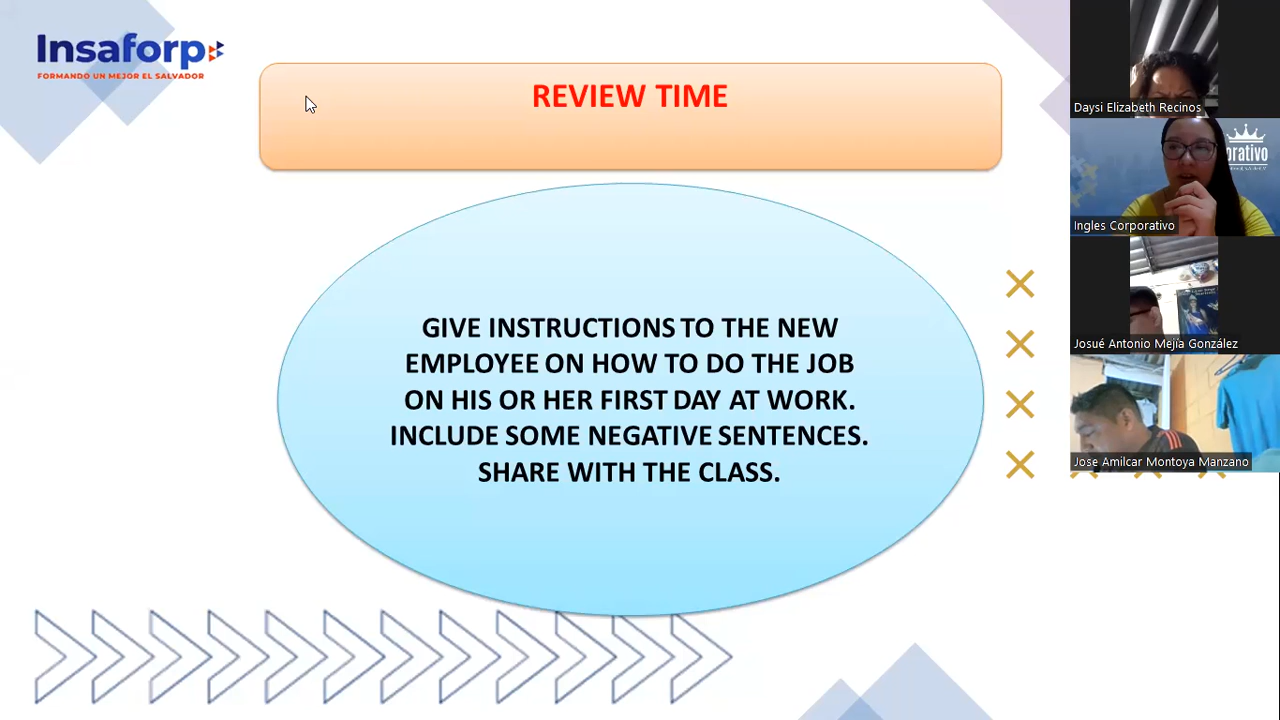 Insaforp
FORMANDO UN MEJOR EL SALVADOR
REVIEW TIME
GIVE INSTRUCTIONS TO THE NEW
EMPLOYEE ON HOW TO DO THE JOB
ON HIS OR HER FIRST DAY AT WORK.
INCLUDE SOME NEGATIVE SENTENCES.
SHARE WITH THE CLASS.
Daysi Elizabeth Recinos
orativo
Ingles Corporativo
Josué Antonio Mejía González
Jose Amilcar Montoya Manzano